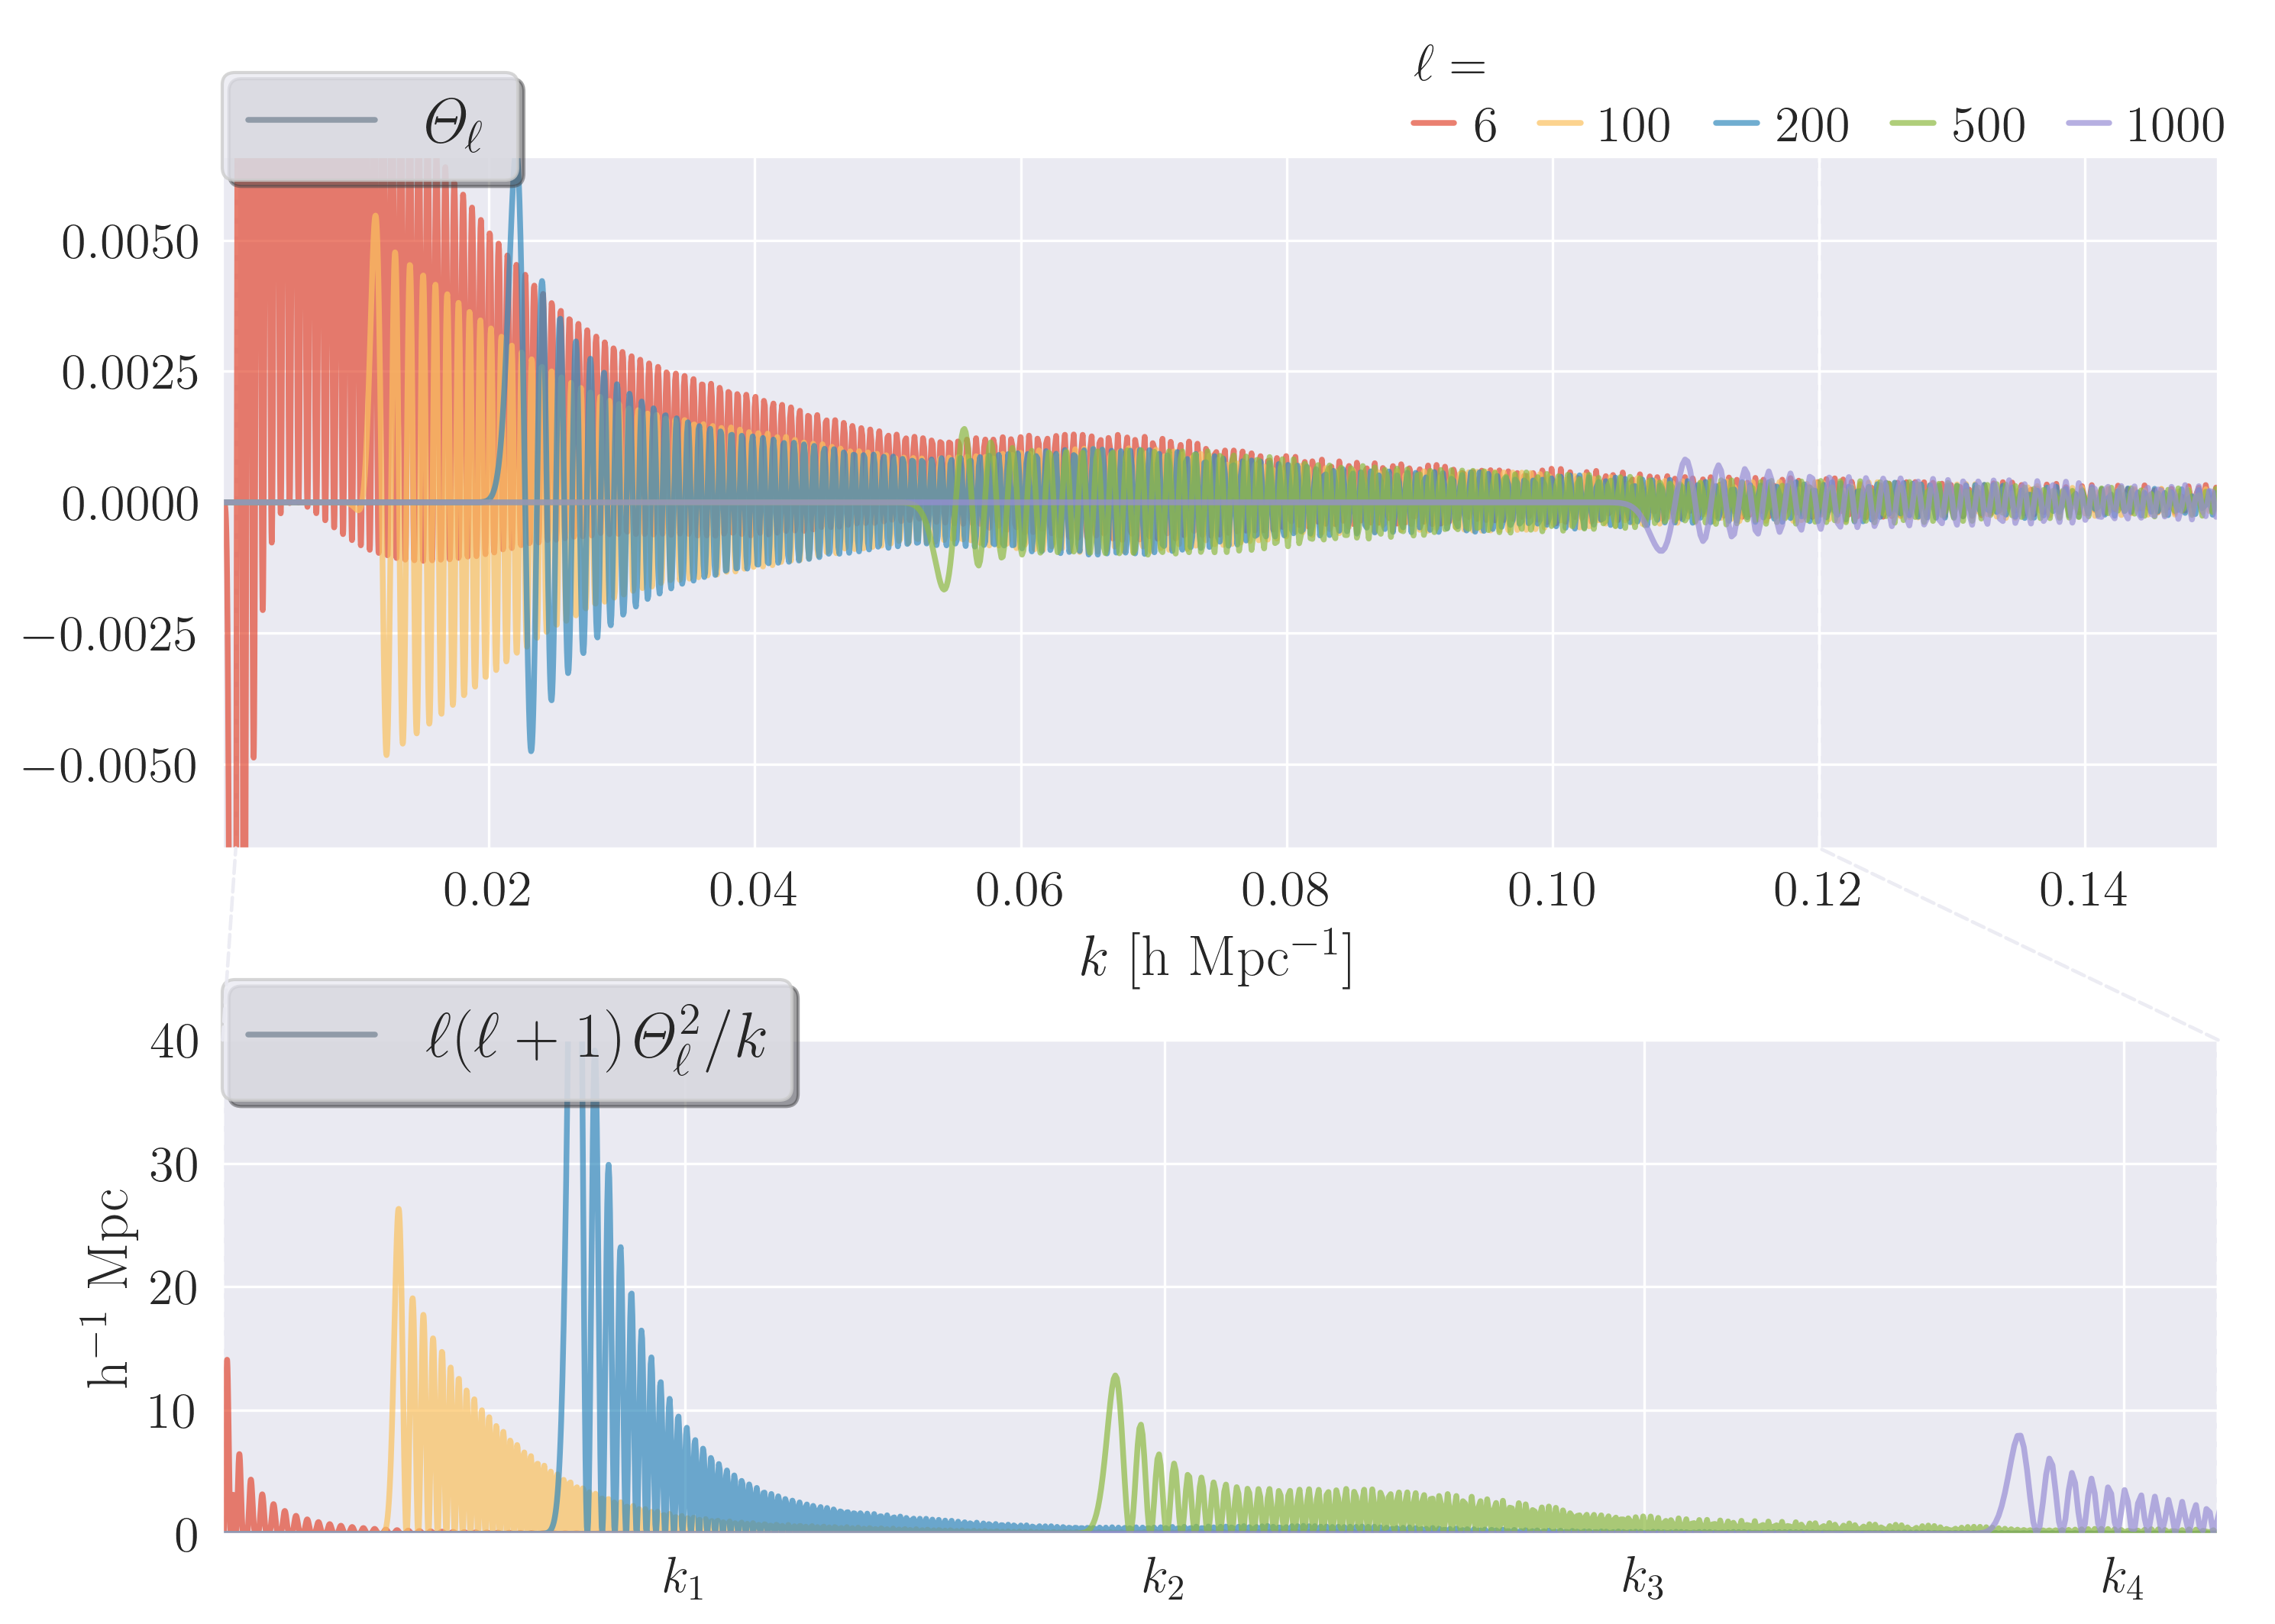 ℓ =
6 100 200 500 1000
Θ_ℓ
0.0050
0.0025
0.0000
−0.0025
−0.0050
0.02 0.04 0.06 0.08 0.10 0.12 0.14
k [h Mpc⁻¹]
ℓ(ℓ + 1)Θ_ℓ²/k
40
30
20
10
0
h⁻¹ Mpc
k₁ k₂ k₃ k₄